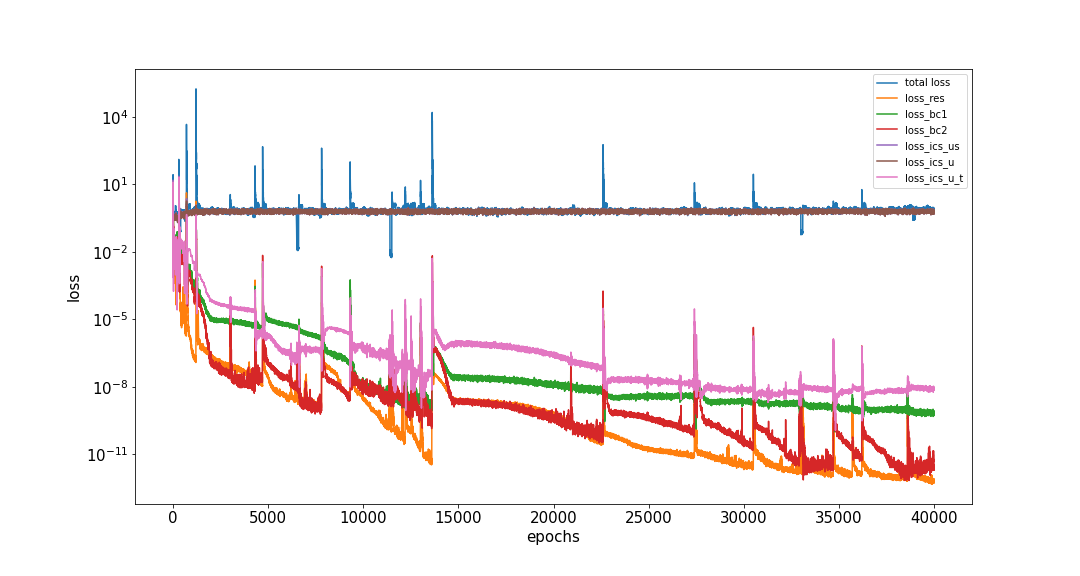 total loss
loss_res
loss_bc1
loss_bc2
loss_ics_us
loss_ics_u
loss_ics_u_t
10^4
10^1
10^−2
10^−5
10^−8
10^−11
loss
0 5000 10000 15000 20000 25000 30000 35000 40000
epochs